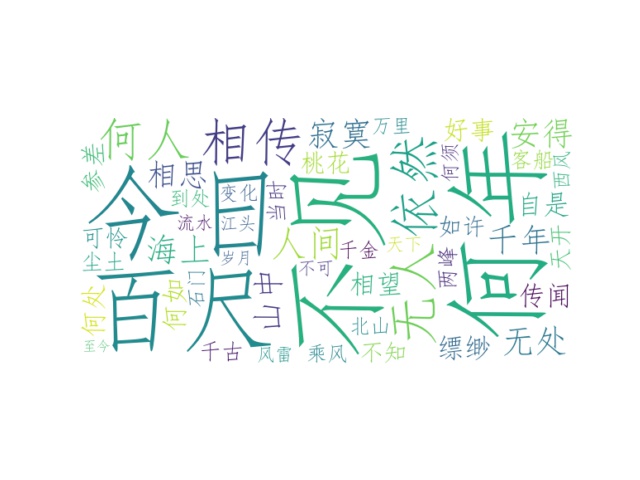 何人
相传
寂寞
万里
好事
安得
参差
相思
桃花
依然
何须
客船
西风
今日
到处
变化
当时
不见
何年
自是
流水
江头
如许
可怜
海上
人间
千金
天下
千年
天开
尘土
岁月
不可
两峰
百尺
石门
山中
相望
无人
传闻
何处
何如
北山
缥缈
无处
至今
千古
风雷
乘风
不知